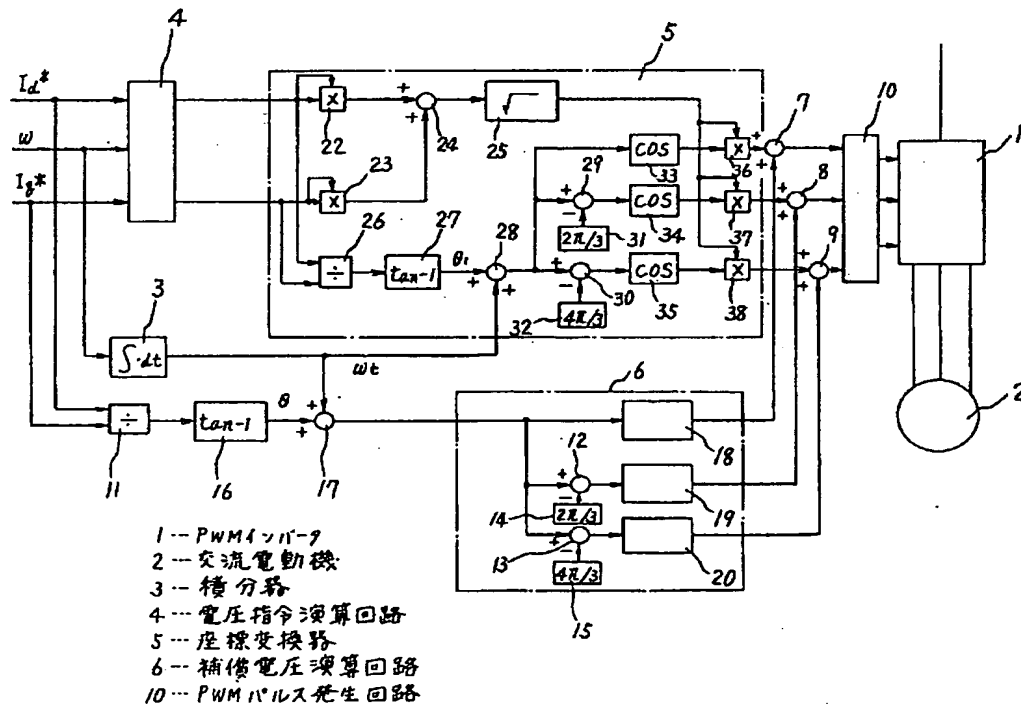 4
5
Id*
ω
Iq*
×
22
×
23
+
+
24
√
25
7
10
1
COS
33
×
36
+
+
29
+
−
2π/3
31
COS
34
×
37
8
+
+
26
÷
27
tan-1
θ1
+
28
+
+
−
30
4π/3
32
COS
35
×
38
9
+
+
3
∫・dt
ωt
6
2
÷
11
tan-1
16
θ
+
+
17
18
12
+
−
14
2π/3
19
+
−
13
4π/3
15
20
1…PWMインバータ
2…交流電動機
3…積分器
4…電圧指令演算回路
5…座標変換器
6…補償電圧演算回路
10…PWMパルス発生回路